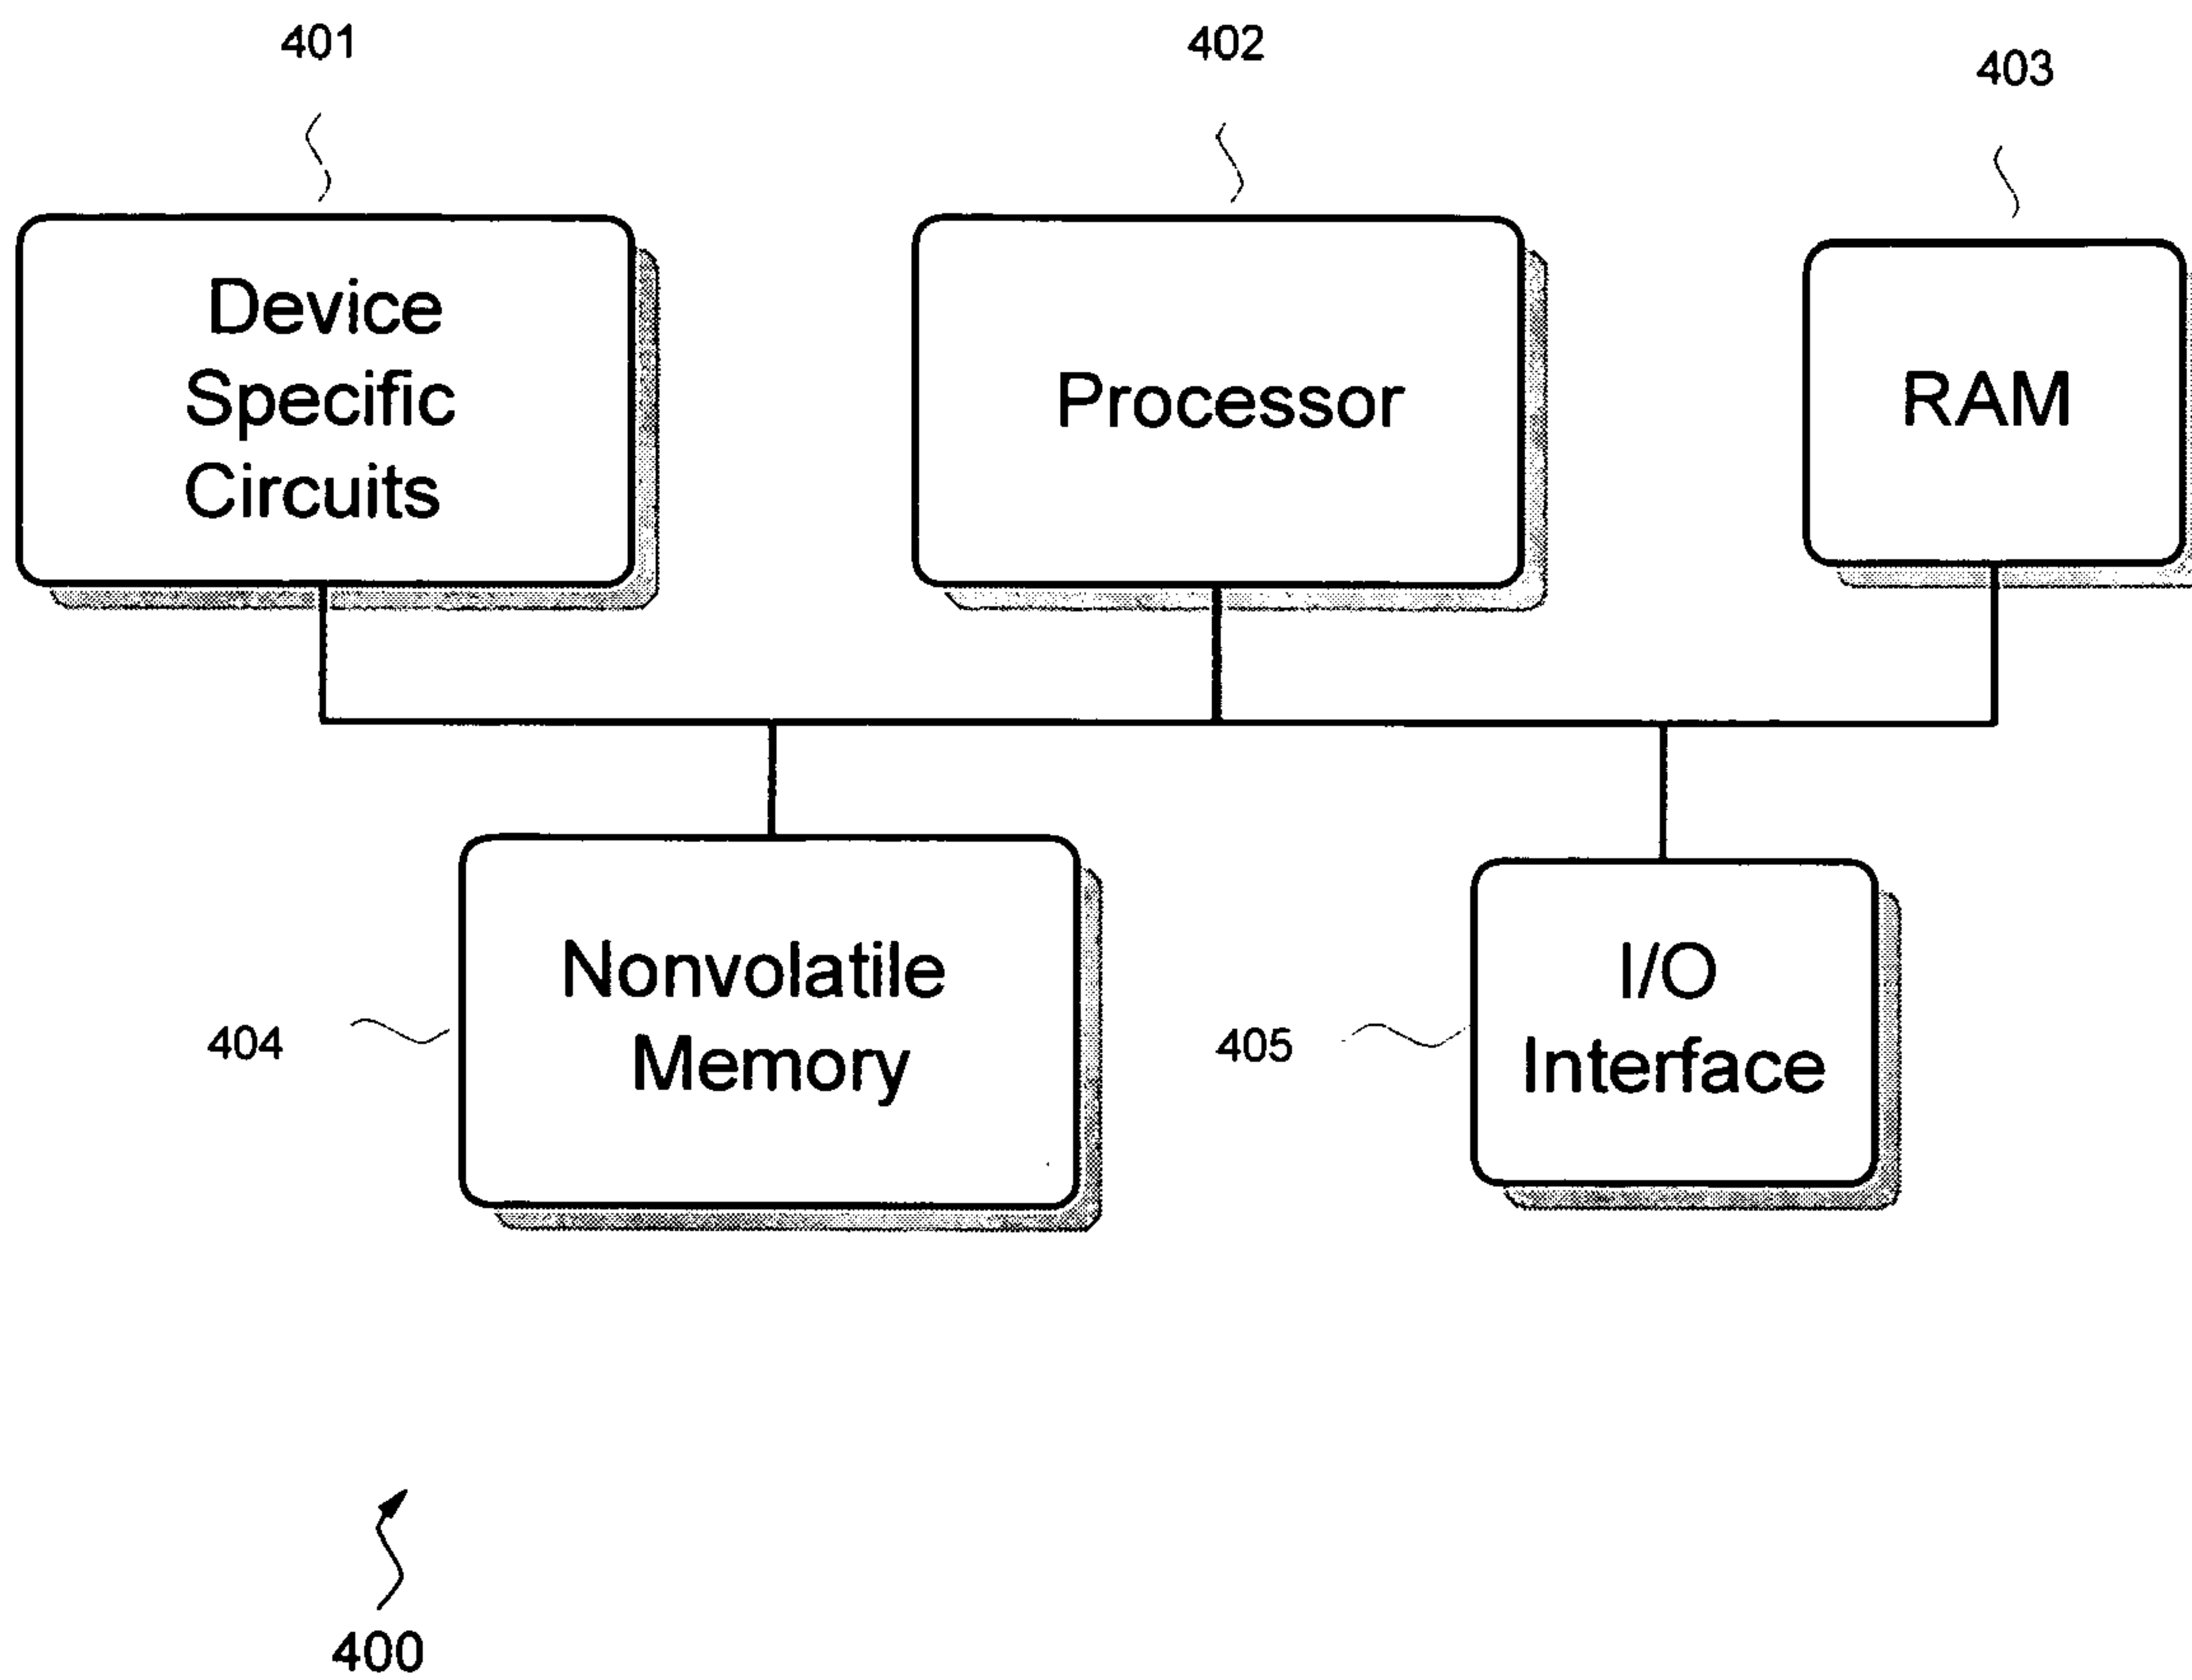 401
402
403
Device
Specific
Circuits
Processor
RAM
Nonvolatile
Memory
404
I/O
Interface
405
400